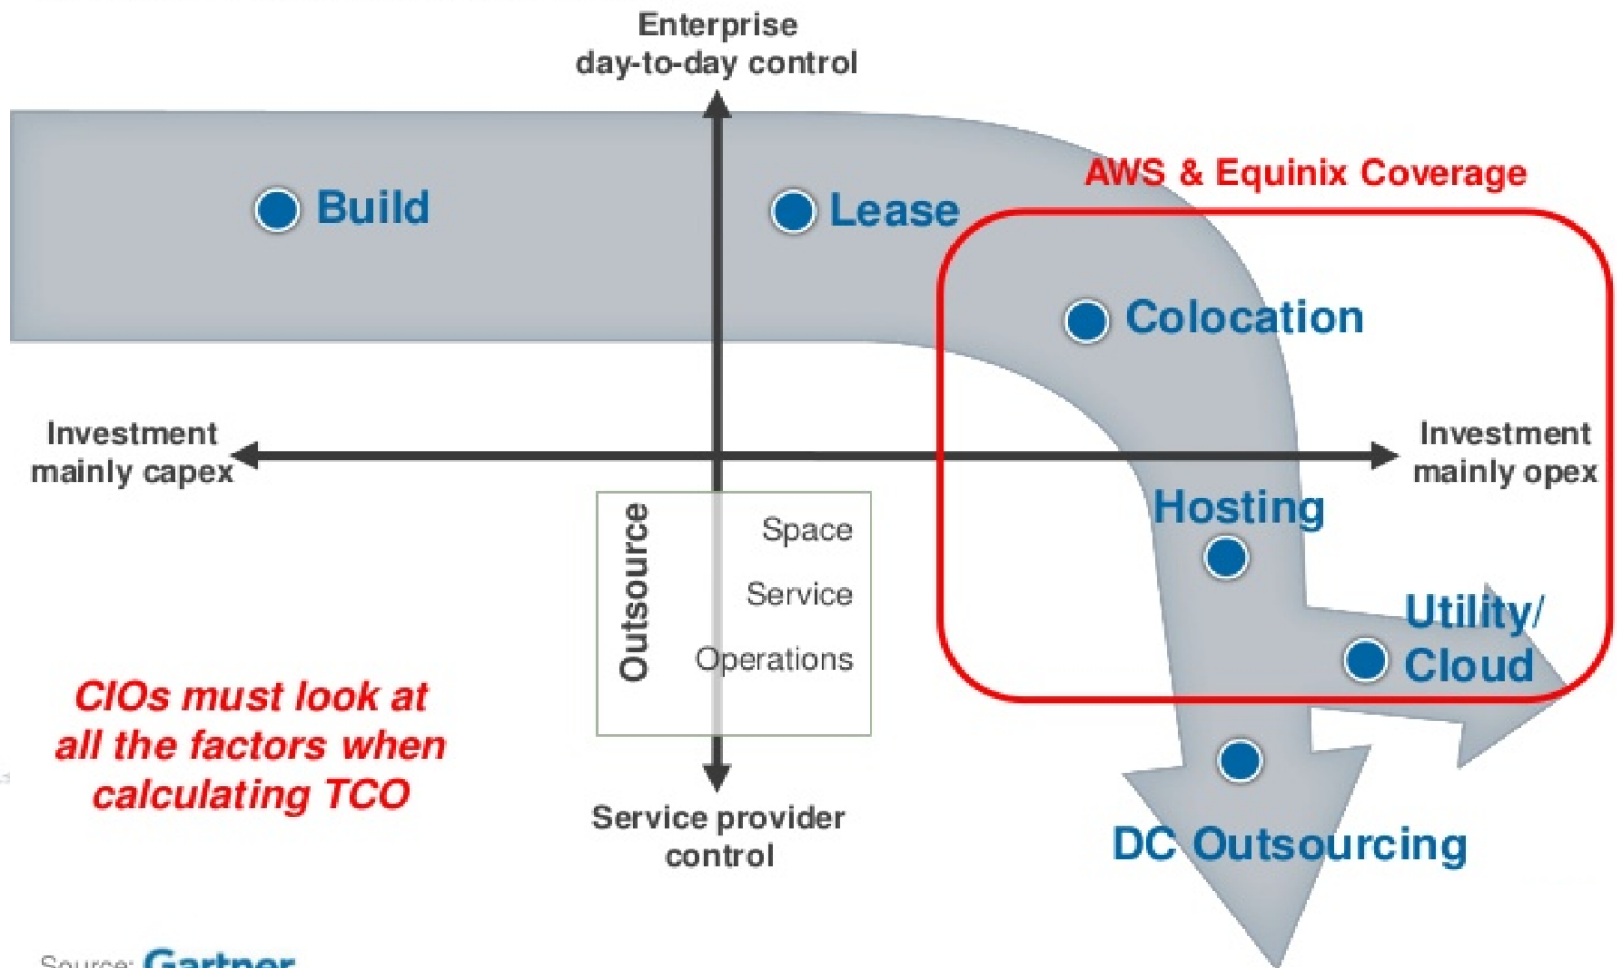 Enterprise
day-to-day control
AWS & Equinix Coverage
Build
Lease
Colocation
Investment
mainly capex
Investment
mainly opex
Hosting
Outsource
Space
Service
Operations
Utility/
Cloud
CIOs must look at
all the factors when
calculating TCO
Service provider
control
DC Outsourcing
Source: Gartner